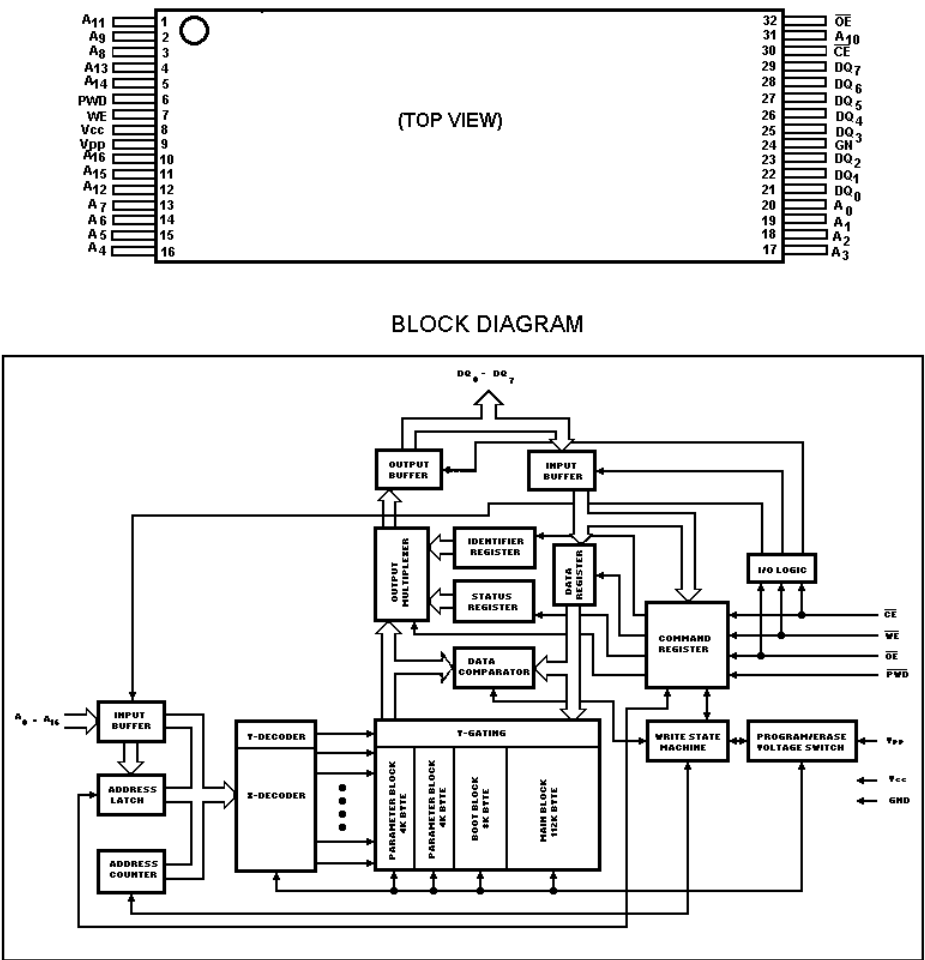 A11 1 32 OE
A9 2 31 A10
A8 3 30 CE
A13 4 29 DQ7
A14 5 28 DQ6
PWD 6 27 DQ5
WE 7 26 DQ4
Vcc 8 25 DQ3
Vpp 9 24 GN
A16 10 23 DQ2
A15 11 22 DQ1
A12 12 21 DQ0
A7 13 20 A0
A6 14 19 A1
A5 15 18 A2
A4 16 17 A3
(TOP VIEW)
BLOCK DIAGRAM
DQ0 - DQ7
OUTPUT
BUFFER
INPUT
BUFFER
OUTPUT
MULTIPLEXER
IDENTIFIER
REGISTER
DATA
REGISTER
I/O LOGIC
STATUS
REGISTER
COMMAND
REGISTER
CE
WE
OE
PWD
DATA
COMPARATOR
A0 - A16
INPUT
BUFFER
Y-DECODER
Y-GATING
WRITE STATE
MACHINE
PROGRAM/ERASE
VOLTAGE SWITCH
Vpp
ADDRESS
LATCH
X-DECODER
PARAMETER BLOCK
4K BYTE
PARAMETER BLOCK
4K BYTE
BOOT BLOCK
8K BYTE
MAIN BLOCK
112K BYTE
Vcc
GND
ADDRESS
COUNTER